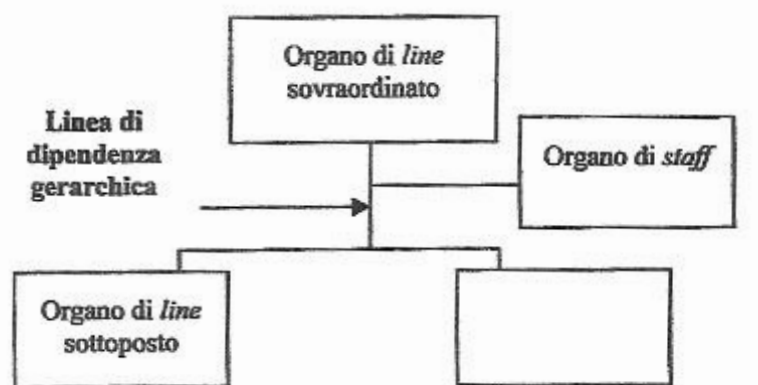 Organo di line
sovraordinato
Linea di
dipendenza
gerarchica
Organo di staff
Organo di line
sottoposto